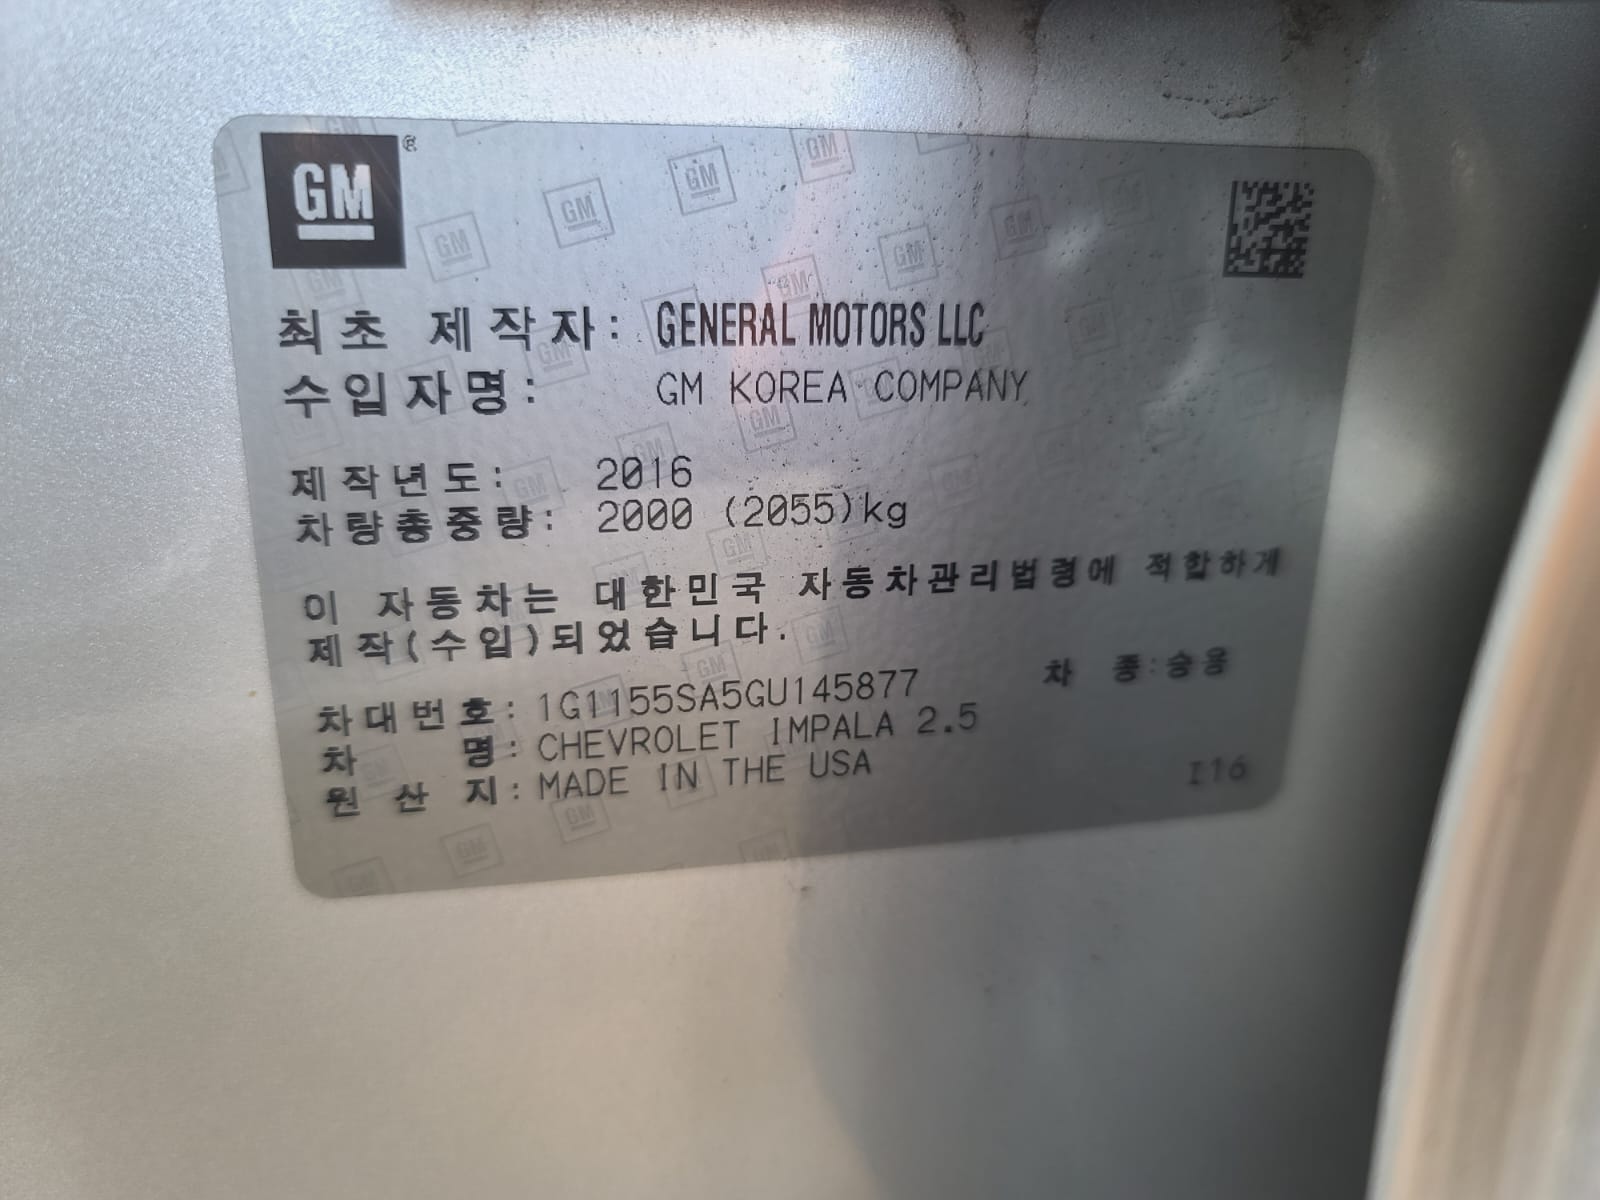 GM
최초 제작자: GENERAL MOTORS LLC
수입자명: GM KOREA COMPANY
제작년도: 2016
차량총중량: 2000 (2055)kg
이 자동차는 대한민국 자동차관리법령에 적합하게
제작(수입)되었습니다.
차대번호: 1G1155SA5GU145877 차 종:승용
차 명: CHEVROLET IMPALA 2.5
원 산 지: MADE IN THE USA
I16